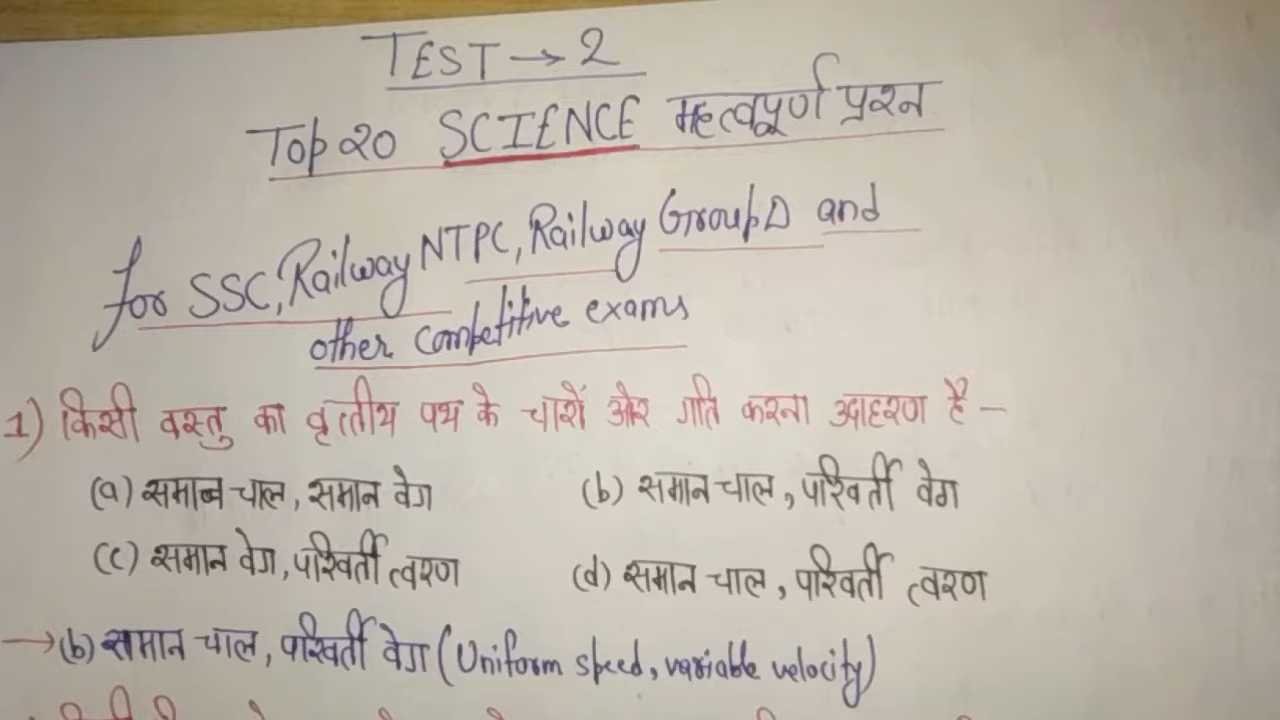 TEST → 2
Top 20 SCIENCE महत्वपूर्ण प्रश्न
for SSC, Railway NTPC, Railway Group D and
other competitive exams
1) किसी वस्तु का वृत्तीय पथ के चारों ओर गति करना उदाहरण है –
(a) समान चाल, समान वेग (b) समान चाल, परिवर्ती वेग
(c) समान वेग, परिवर्ती त्वरण (d) समान चाल, परिवर्ती त्वरण
→ (b) समान चाल, परिवर्ती वेग (Uniform speed, variable velocity)